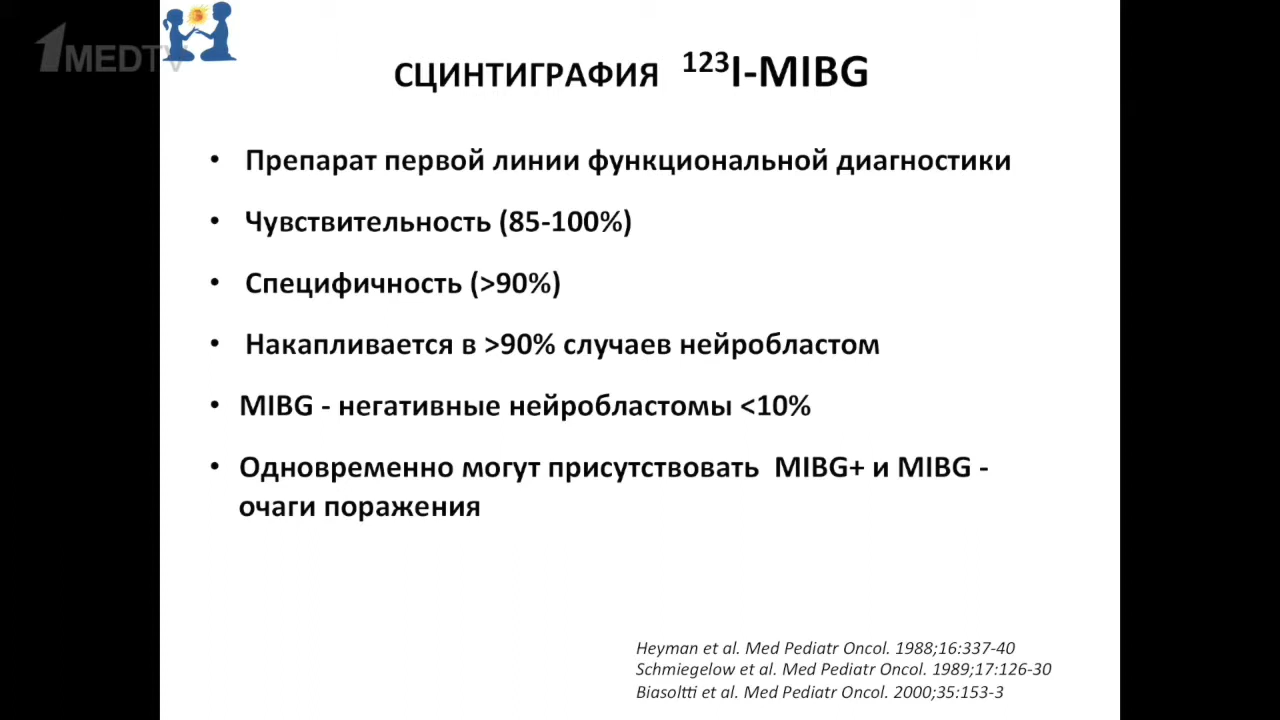 1MEDTV
СЦИНТИГРАФИЯ ¹²³I-MIBG
• Препарат первой линии функциональной диагностики
• Чувствительность (85-100%)
• Специфичность (>90%)
• Накапливается в >90% случаев нейробластом
• MIBG - негативные нейробластомы <10%
• Одновременно могут присутствовать MIBG+ и MIBG -
очаги поражения
Heyman et al. Med Pediatr Oncol. 1988;16:337-40
Schmiegelow et al. Med Pediatr Oncol. 1989;17:126-30
Biasoltti et al. Med Pediatr Oncol. 2000;35:153-3